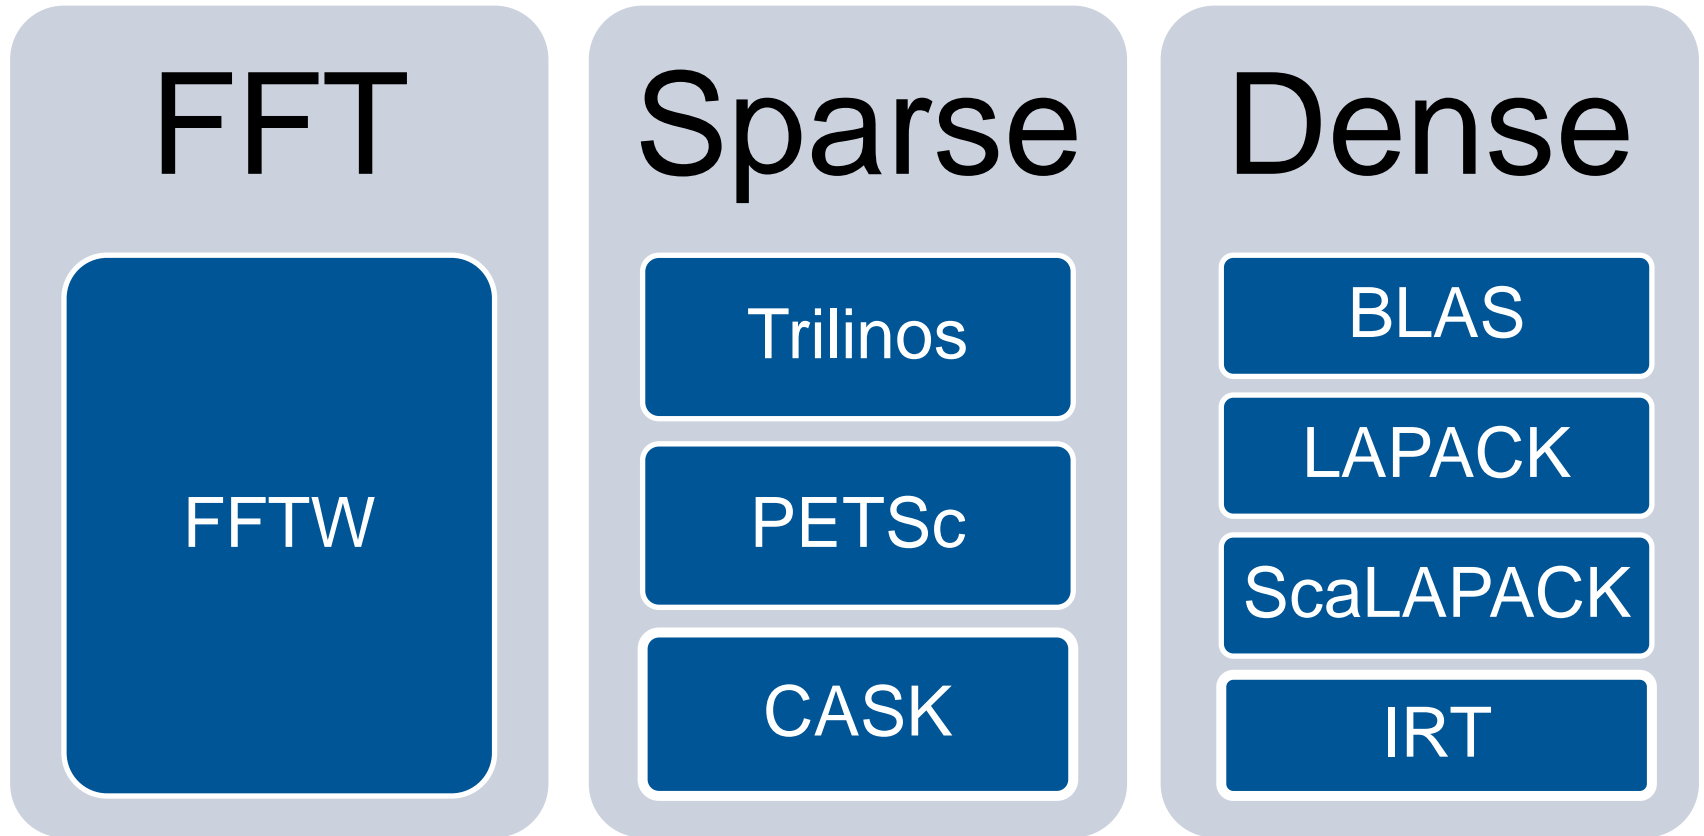 FFT
FFTW
Sparse
Trilinos
PETSc
CASK
Dense
BLAS
LAPACK
ScaLAPACK
IRT